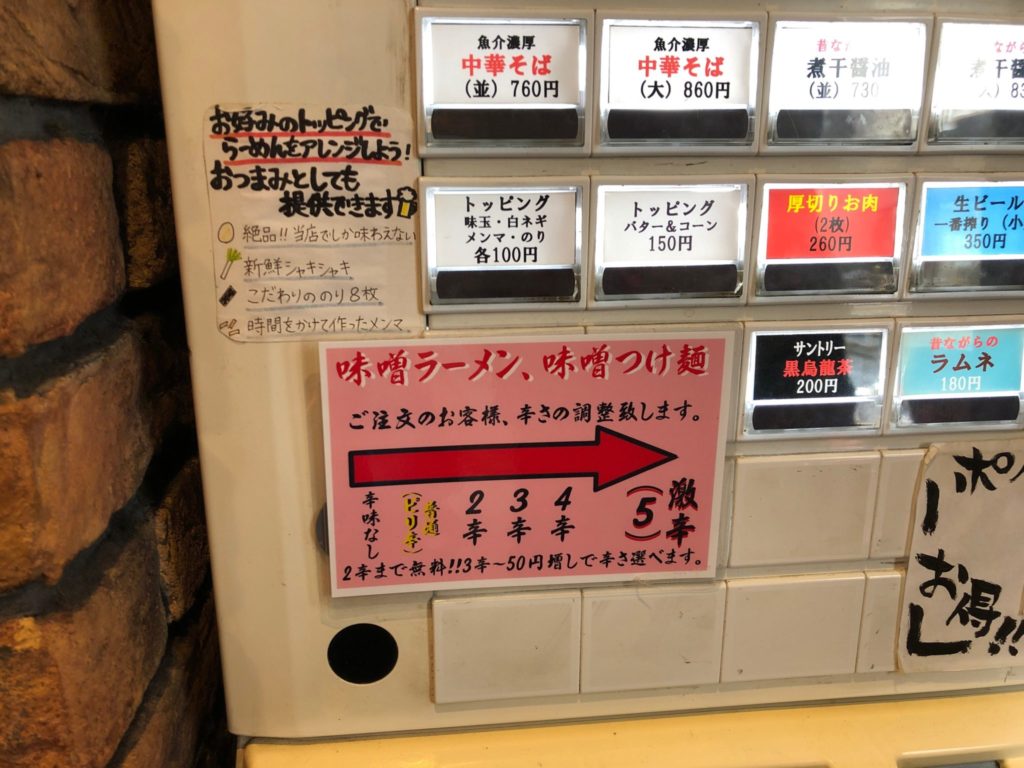 魚介濃厚
中華そば
(並) 760円
魚介濃厚
中華そば
(大) 860円
昔な
煮干醤油
(並) 730
なが
煮干
大) 83
お好みのトッピングで
らーめんをアレンジしよう!
おつまみとしても
提供できます
絶品!!当店でしか味わえない
新鮮シャキシャキ
こだわりののり8枚
時間をかけて作ったメンマ
トッピング
味玉・白ネギ
メンマ・のり
各100円
トッピング
バター&コーン
150円
厚切りお肉
(2枚)
260円
生ビール
一番搾り (小
350円
サントリー
黒烏龍茶
200円
昔ながらの
ラムネ
180円
味噌ラーメン、味噌つけ麺
ご注文のお客様、辛さの調整致します。
辛味なし
普通
(ピリ辛)
2辛
3辛
4辛
激辛
(5)
2辛まで無料!!3辛~50円増しで辛さ選べます。
お得!!